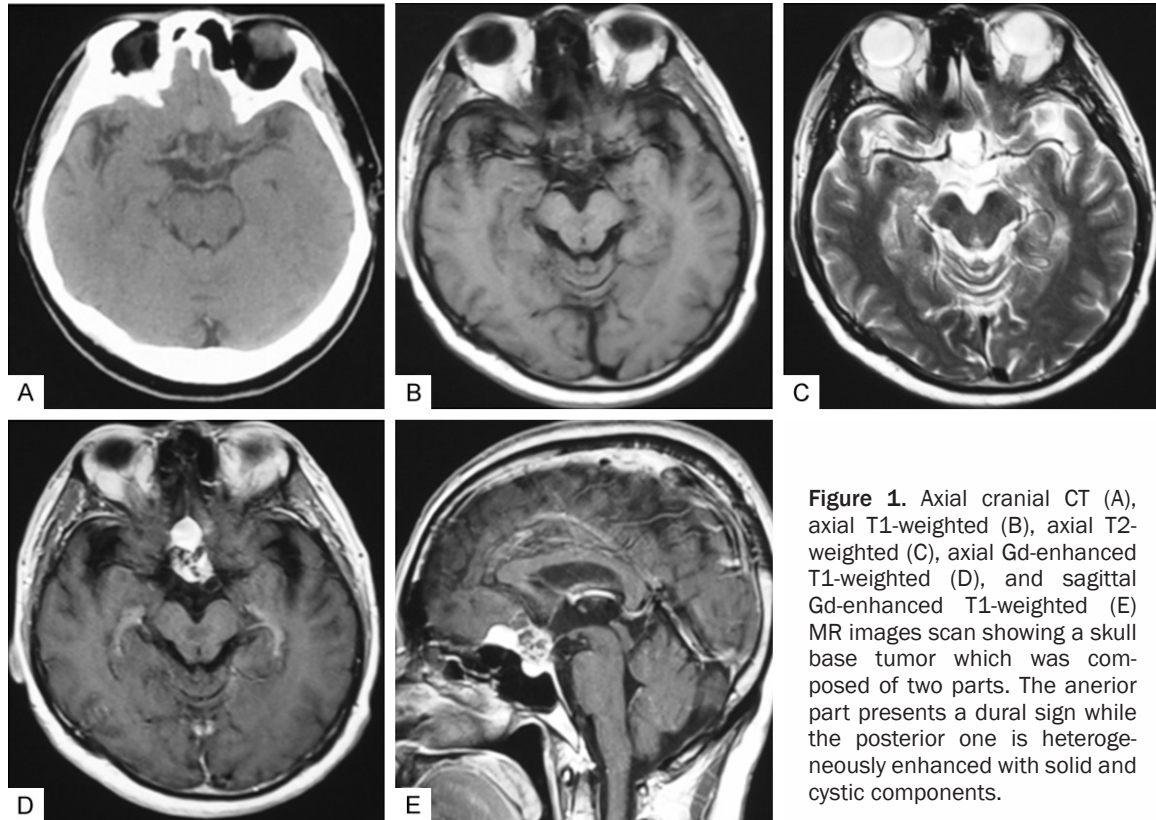 A
B
C
D
E
Figure 1. Axial cranial CT (A),
axial T1-weighted (B), axial T2-
weighted (C), axial Gd-enhanced
T1-weighted (D), and sagittal
Gd-enhanced T1-weighted (E)
MR images scan showing a skull
base tumor which was com-
posed of two parts. The anerior
part presents a dural sign while
the posterior one is heteroge-
neously enhanced with solid and
cystic components.